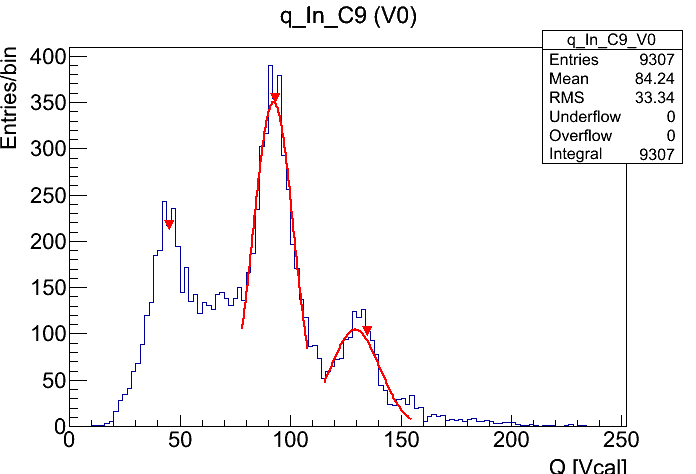 q_In_C9 (V0)
q_In_C9_V0
Entries 9307
Mean 84.24
RMS 33.34
Underflow 0
Overflow 0
Integral 9307
Entries/bin
400
350
300
250
200
150
100
50
0
0 50 100 150 200 250
Q [Vcal]